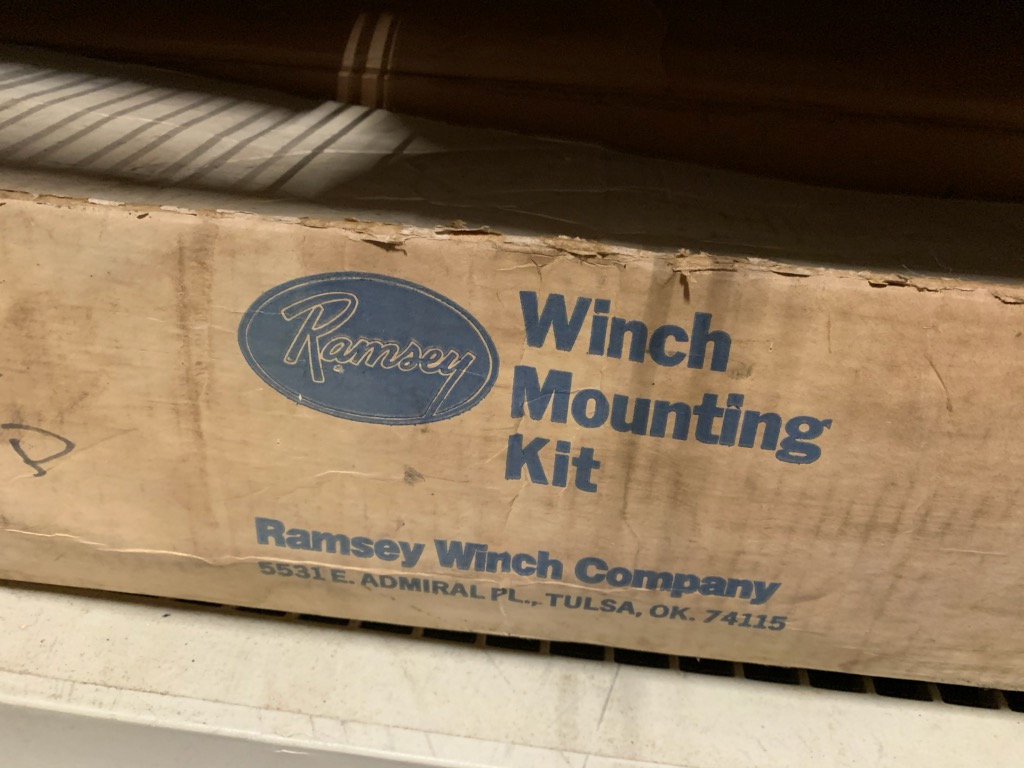 Ramsey
Winch
Mounting
Kit
Ramsey Winch Company
5531 E. ADMIRAL PL., TULSA, OK. 74115